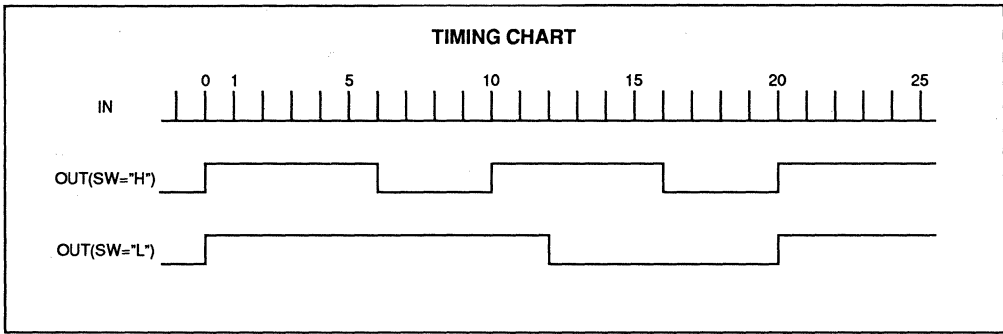 TIMING CHART
0 1 5 10 15 20 25
IN
OUT(SW="H")
OUT(SW="L")